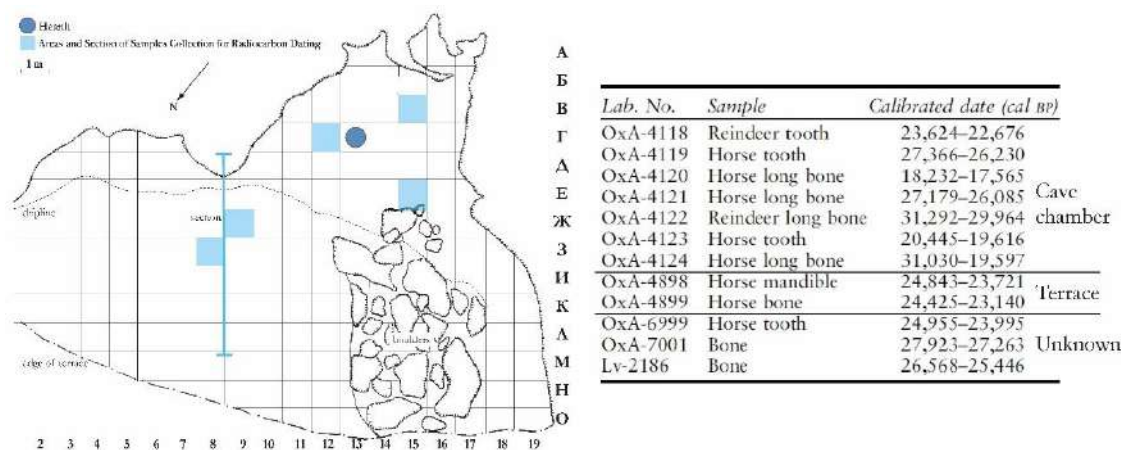 Hearth
Areas and Section of Samples Collection for Radiocarbon Dating
1 m
N
А
Б
В
Г
Д
Е
Ж
З
И
К
Л
М
Н
О
dripline
section
boulders
edge of terrace
2 3 4 5 6 7 8 9 10 11 12 13 14 15 16 17 18 19
Lab. No. Sample Calibrated date (cal BP)
OxA-4118 Reindeer tooth 23,624–22,676
OxA-4119 Horse tooth 27,366–26,230
OxA-4120 Horse long bone 18,232–17,565
OxA-4121 Horse long bone 27,179–26,085
OxA-4122 Reindeer long bone 31,292–29,964
OxA-4123 Horse tooth 20,445–19,616
OxA-4124 Horse long bone 31,030–19,597
Cave
chamber
OxA-4898 Horse mandible 24,843–23,721
OxA-4899 Horse bone 24,425–23,140
Terrace
OxA-6999 Horse tooth 24,955–23,995
OxA-7001 Bone 27,923–27,263
Lv-2186 Bone 26,568–25,446
Unknown